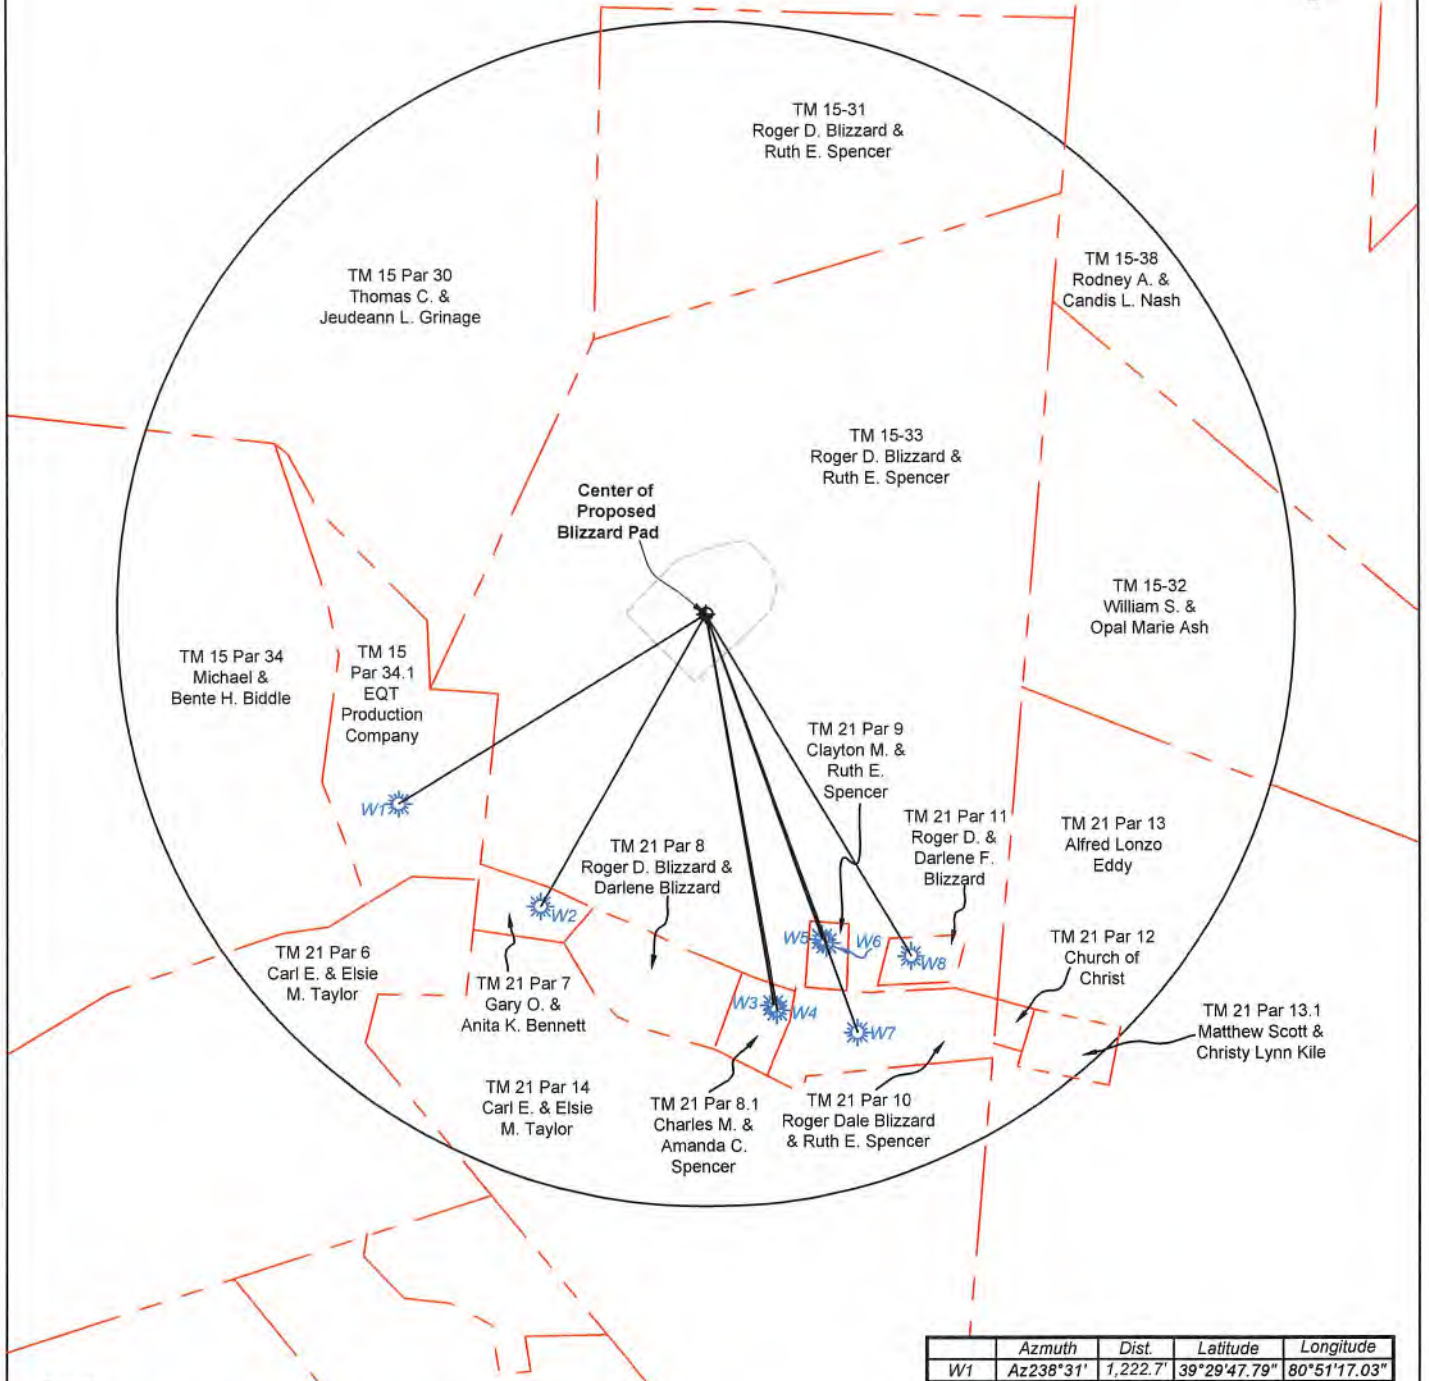 TM 15-31
Roger D. Blizzard &
Ruth E. Spencer
TM 15-38
Rodney A. &
Candis L. Nash
TM 15 Par 30
Thomas C. &
Jeudeann L. Grinage
TM 15-33
Roger D. Blizzard &
Ruth E. Spencer
Center of
Proposed
Blizzard Pad
TM 15-32
William S. &
Opal Marie Ash
TM 15 Par 34
Michael &
Bente H. Biddle
TM 15
Par 34.1
EQT
Production
Company
TM 21 Par 9
Clayton M. &
Ruth E.
Spencer
W1
TM 21 Par 11
Roger D. &
Darlene F.
Blizzard
TM 21 Par 13
Alfred Lonzo
Eddy
TM 21 Par 8
Roger D. Blizzard &
Darlene Blizzard
W2
W5
W6
W8
TM 21 Par 12
Church of
Christ
TM 21 Par 6
Carl E. & Elsie
M. Taylor
TM 21 Par 7
Gary O. &
Anita K. Bennett
W3
W4
W7
TM 21 Par 13.1
Matthew Scott &
Christy Lynn Kile
TM 21 Par 14
Carl E. & Elsie
M. Taylor
TM 21 Par 8.1
Charles M. &
Amanda C.
Spencer
TM 21 Par 10
Roger Dale Blizzard
& Ruth E. Spencer
Azmuth Dist. Latitude Longitude
W1 Az238°31' 1,222.7' 39°29'47.79" 80°51'17.03"